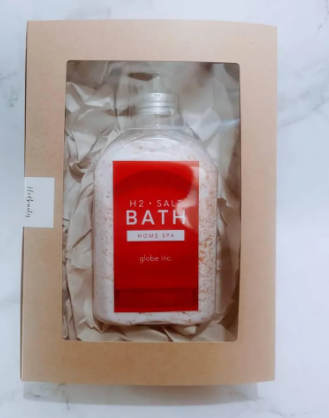 H2 • SALT
BATH
HOME SPA
globe inc.